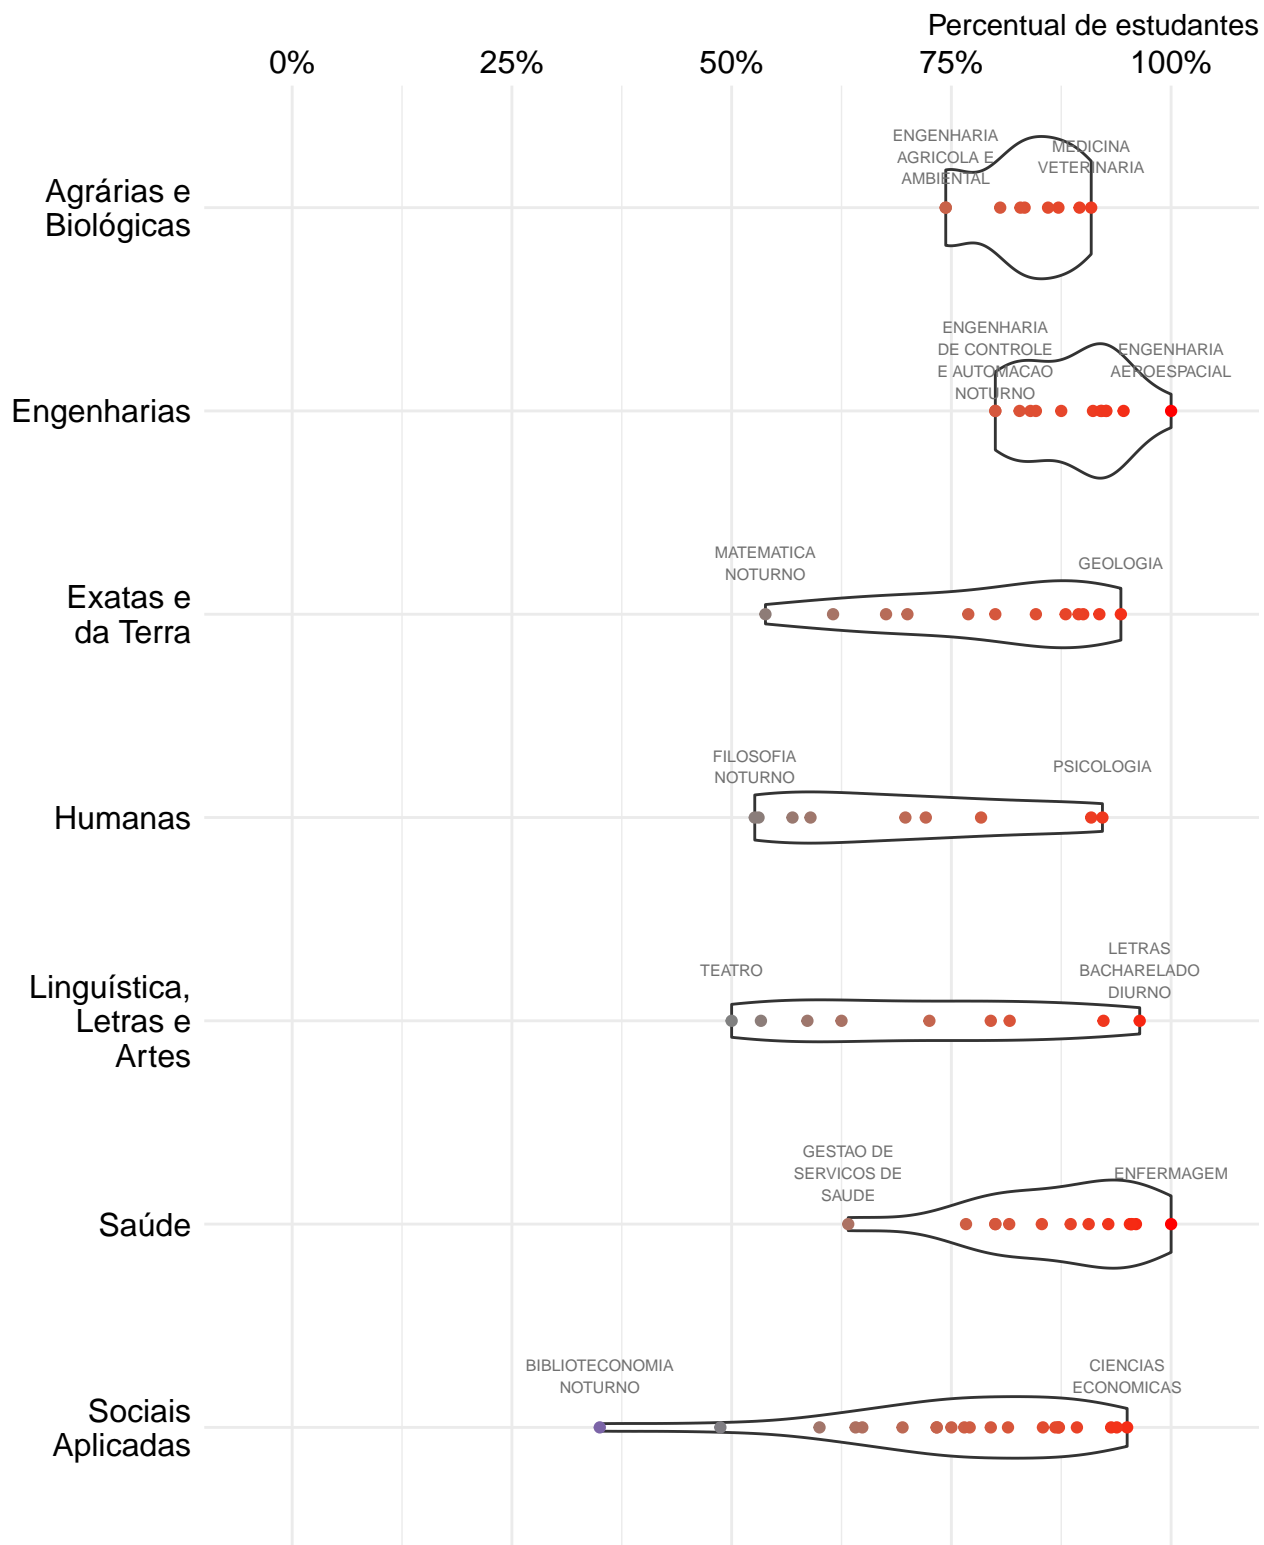 Percentual de estudantes
0%
25%
50%
75%
100%
Agrárias e
Biológicas
ENGENHARIA
AGRICOLA E
AMBIENTAL
MEDICINA
VETERINARIA
Engenharias
ENGENHARIA
DE CONTROLE
E AUTOMACAO
NOTURNO
ENGENHARIA
AEROESPACIAL
Exatas e
da Terra
MATEMATICA
NOTURNO
GEOLOGIA
Humanas
FILOSOFIA
NOTURNO
PSICOLOGIA
Linguística,
Letras e
Artes
TEATRO
LETRAS
BACHARELADO
DIURNO
Saúde
GESTAO DE
SERVICOS DE
SAUDE
ENFERMAGEM
Sociais
Aplicadas
BIBLIOTECONOMIA
NOTURNO
CIENCIAS
ECONOMICAS